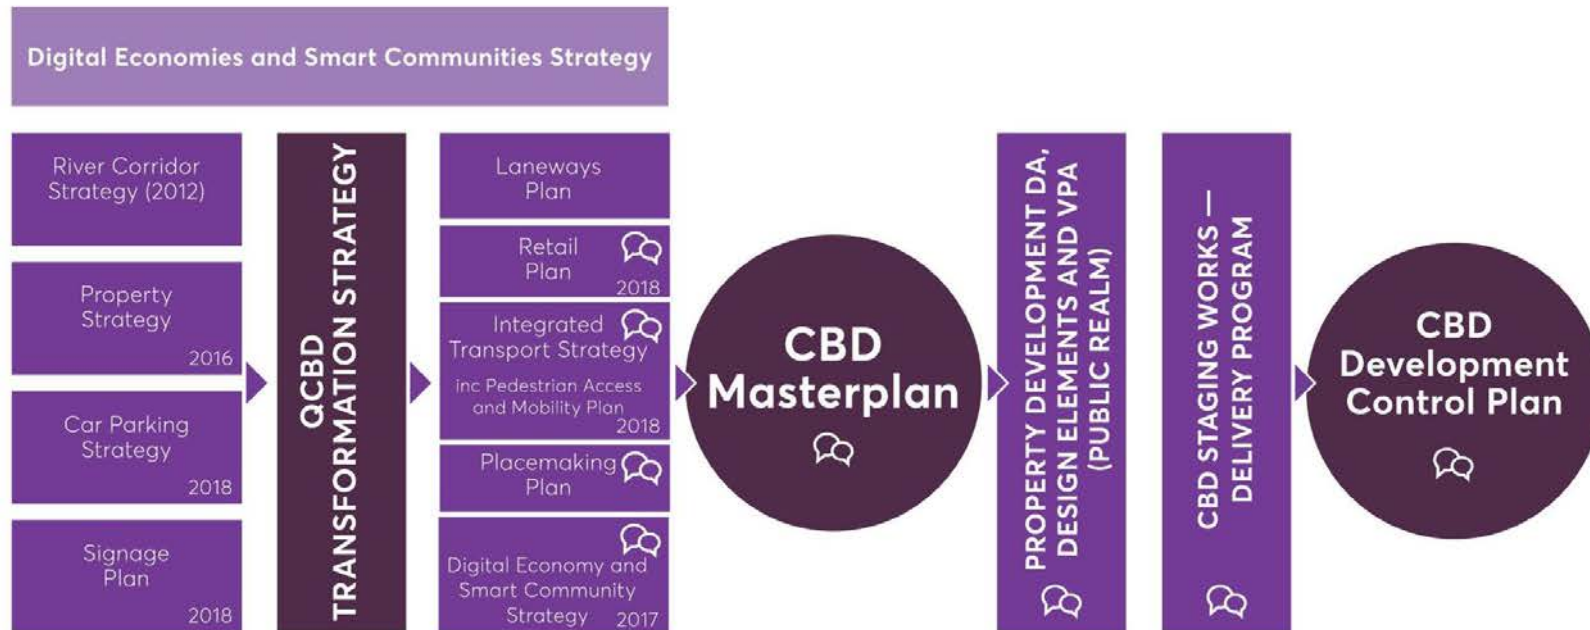 Digital Economies and Smart Communities Strategy
River Corridor
Strategy (2012)
Property
Strategy
2016
Car Parking
Strategy
2018
Signage
Plan
2018
QCBD
TRANSFORMATION STRATEGY
Laneways
Plan
Retail
Plan
2018
Integrated
Transport Strategy
inc Pedestrian Access
and Mobility Plan
2018
Placemaking
Plan
Digital Economy and
Smart Community
Strategy
2017
CBD
Masterplan
PROPERTY DEVELOPMENT DA,
DESIGN ELEMENTS AND VPA
(PUBLIC REALM)
CBD STAGING WORKS —
DELIVERY PROGRAM
CBD
Development
Control Plan